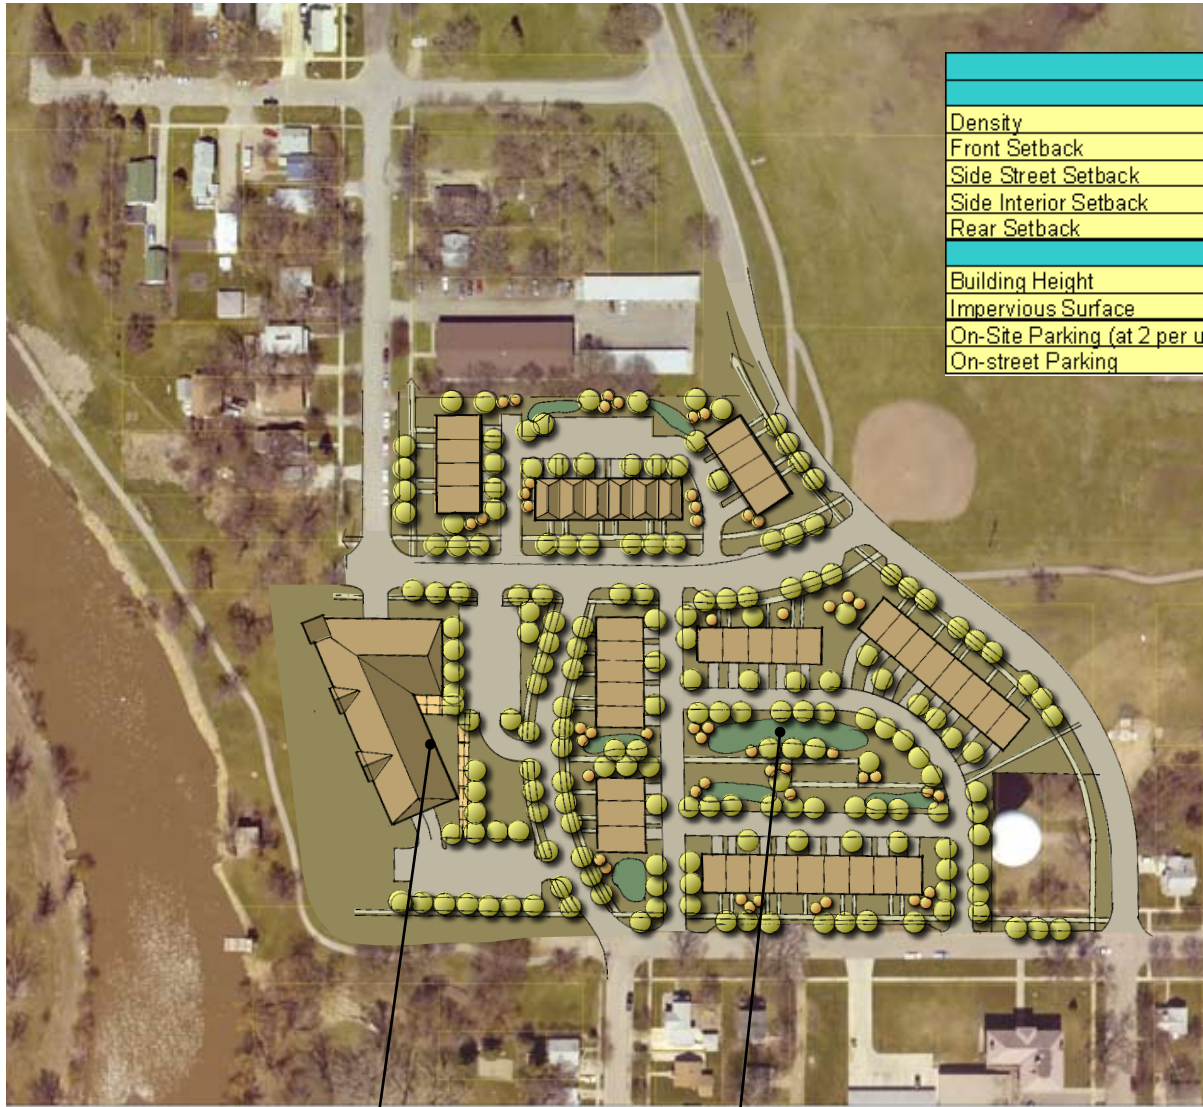 Density
Front Setback
Side Street Setback
Side Interior Setback
Rear Setback
Building Height
Impervious Surface
On-Site Parking (at 2 per u
On-street Parking